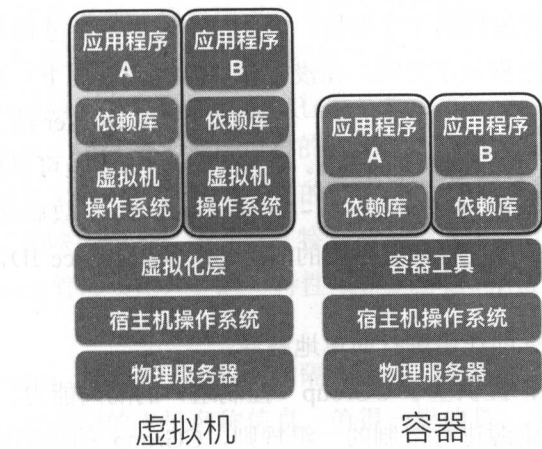 应用程序
A
应用程序
B
依赖库
依赖库
虚拟机
操作系统
虚拟机
操作系统
虚拟化层
宿主机操作系统
物理服务器
虚拟机
应用程序
A
应用程序
B
依赖库
依赖库
容器工具
宿主机操作系统
物理服务器
容器